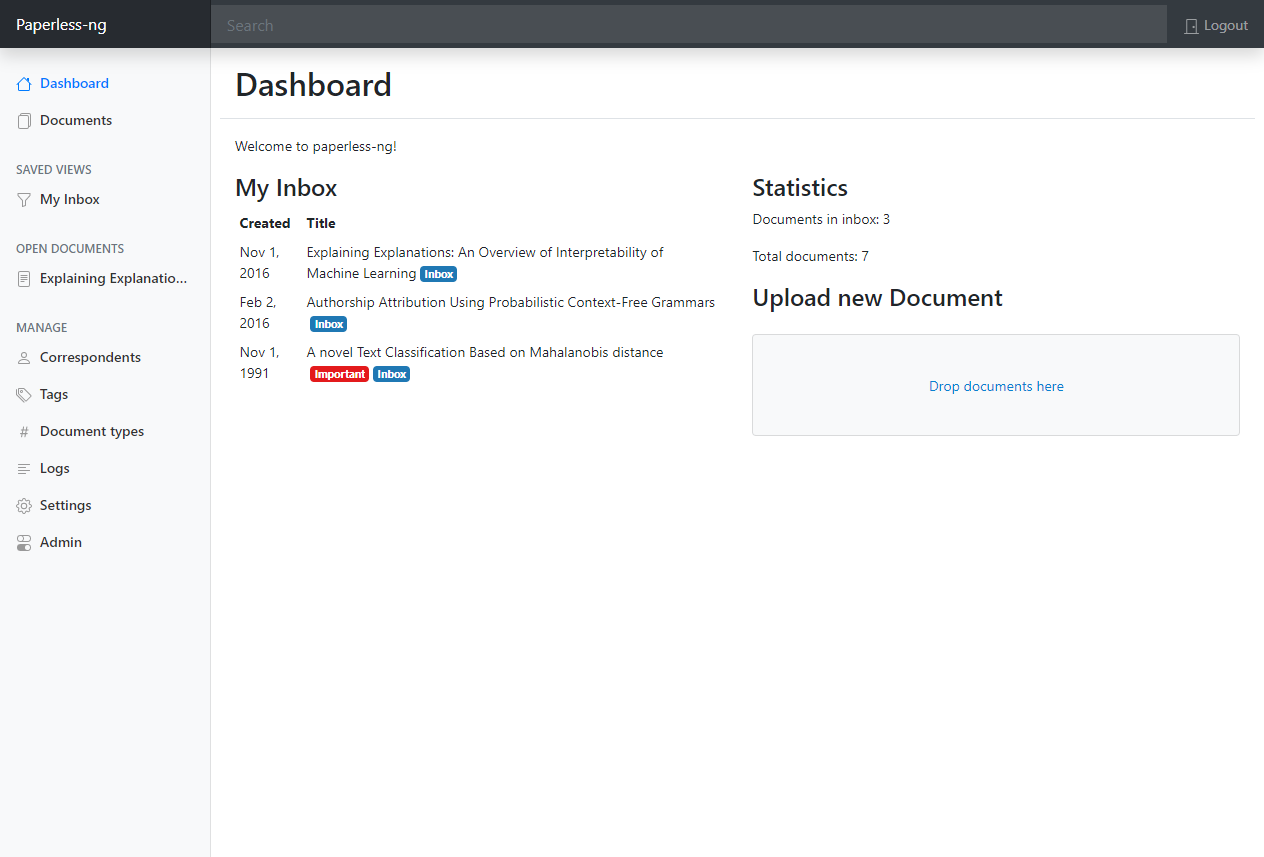 Paperless-ng
Search
Logout
Dashboard
Documents
SAVED VIEWS
My Inbox
OPEN DOCUMENTS
Explaining Explanatio...
MANAGE
Correspondents
Tags
Document types
Logs
Settings
Admin
Dashboard
Welcome to paperless-ng!
My Inbox
Created Title
Nov 1, Explaining Explanations: An Overview of Interpretability of
2016 Machine Learning Inbox
Feb 2, Authorship Attribution Using Probabilistic Context-Free Grammars
2016 Inbox
Nov 1, A novel Text Classification Based on Mahalanobis distance
1991 Important Inbox
Statistics
Documents in inbox: 3
Total documents: 7
Upload new Document
Drop documents here